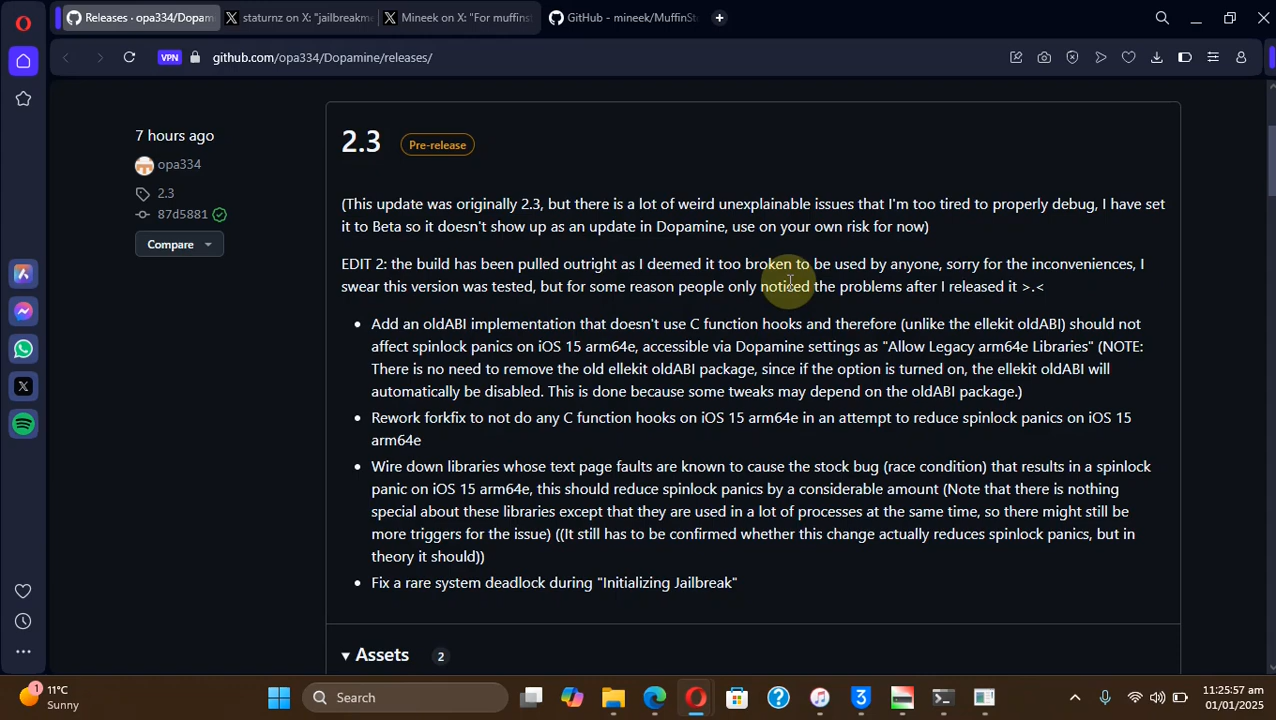 Releases · opa334/Dopam
staturnz on X: "jailbreakme
Mineek on X: "For muffinst
GitHub - mineek/MuffinSt
VPN
github.com/opa334/Dopamine/releases/
7 hours ago
opa334
2.3
87d5881
Compare
2.3
Pre-release
(This update was originally 2.3, but there is a lot of weird unexplainable issues that I'm too tired to properly debug, I have set
it to Beta so it doesn't show up as an update in Dopamine, use on your own risk for now)
EDIT 2: the build has been pulled outright as I deemed it too broken to be used by anyone, sorry for the inconveniences, I
swear this version was tested, but for some reason people only noticed the problems after I released it >.<
• Add an oldABI implementation that doesn't use C function hooks and therefore (unlike the ellekit oldABI) should not
affect spinlock panics on iOS 15 arm64e, accessible via Dopamine settings as "Allow Legacy arm64e Libraries" (NOTE:
There is no need to remove the old ellekit oldABI package, since if the option is turned on, the ellekit oldABI will
automatically be disabled. This is done because some tweaks may depend on the oldABI package.)
• Rework forkfix to not do any C function hooks on iOS 15 arm64e in an attempt to reduce spinlock panics on iOS 15
arm64e
• Wire down libraries whose text page faults are known to cause the stock bug (race condition) that results in a spinlock
panic on iOS 15 arm64e, this should reduce spinlock panics by a considerable amount (Note that there is nothing
special about these libraries except that they are used in a lot of processes at the same time, so there might still be
more triggers for the issue) ((It still has to be confirmed whether this change actually reduces spinlock panics, but in
theory it should))
• Fix a rare system deadlock during "Initializing Jailbreak"
Assets 2
1
11°C
Sunny
Search
3
11:25:57 am
01/01/2025